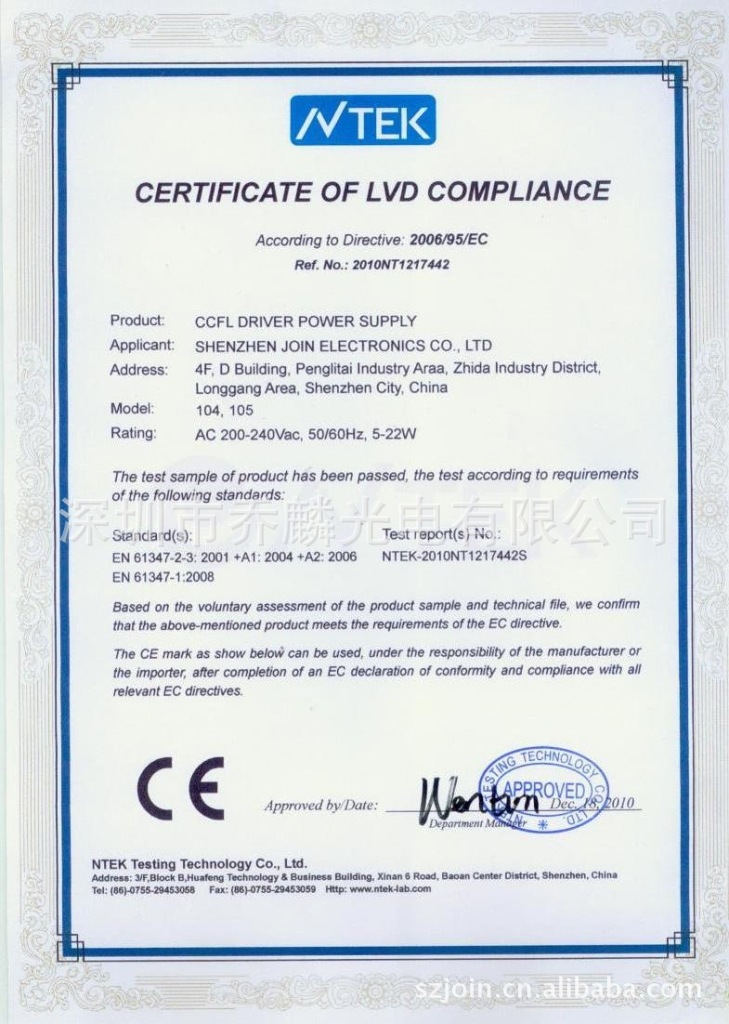 NTEK
CERTIFICATE OF LVD COMPLIANCE
According to Directive: 2006/95/EC
Ref. No.: 2010NT1217442
Product: CCFL DRIVER POWER SUPPLY
Applicant: SHENZHEN JOIN ELECTRONICS CO., LTD
Address: 4F, D Building, Penglitai Industry Araa, Zhida Industry District,
Longgang Area, Shenzhen City, China
Model: 104, 105
Rating: AC 200-240Vac, 50/60Hz, 5-22W
The test sample of product has been passed, the test according to requirements
of the following standards:
深圳市乔麟光电有限公司
Standard(s): Test report(s) No.:
EN 61347-2-3: 2001 +A1: 2004 +A2: 2006 NTEK-2010NT1217442S
EN 61347-1:2008
Based on the voluntary assessment of the product sample and technical file, we confirm
that the above-mentioned product meets the requirements of the EC directive.
The CE mark as show below can be used, under the responsibility of the manufacturer or
the importer, after completion of an EC declaration of conformity and compliance with all
relevant EC directives.
CE
Approved by/Date: Dec. 18, 2010
Department Manager
NTEK TESTING TECHNOLOGY CO., LTD.
APPROVED
NTEK Testing Technology Co., Ltd.
Address: 3/F,Block B,Huafeng Technology & Business Building, Xinan 6 Road, Baoan Center District, Shenzhen, China
Tel: (86)-0755-29453058 Fax: (86)-0755-29453059 Http: www.ntek-lab.com
szjoin.cn.alibaba.com